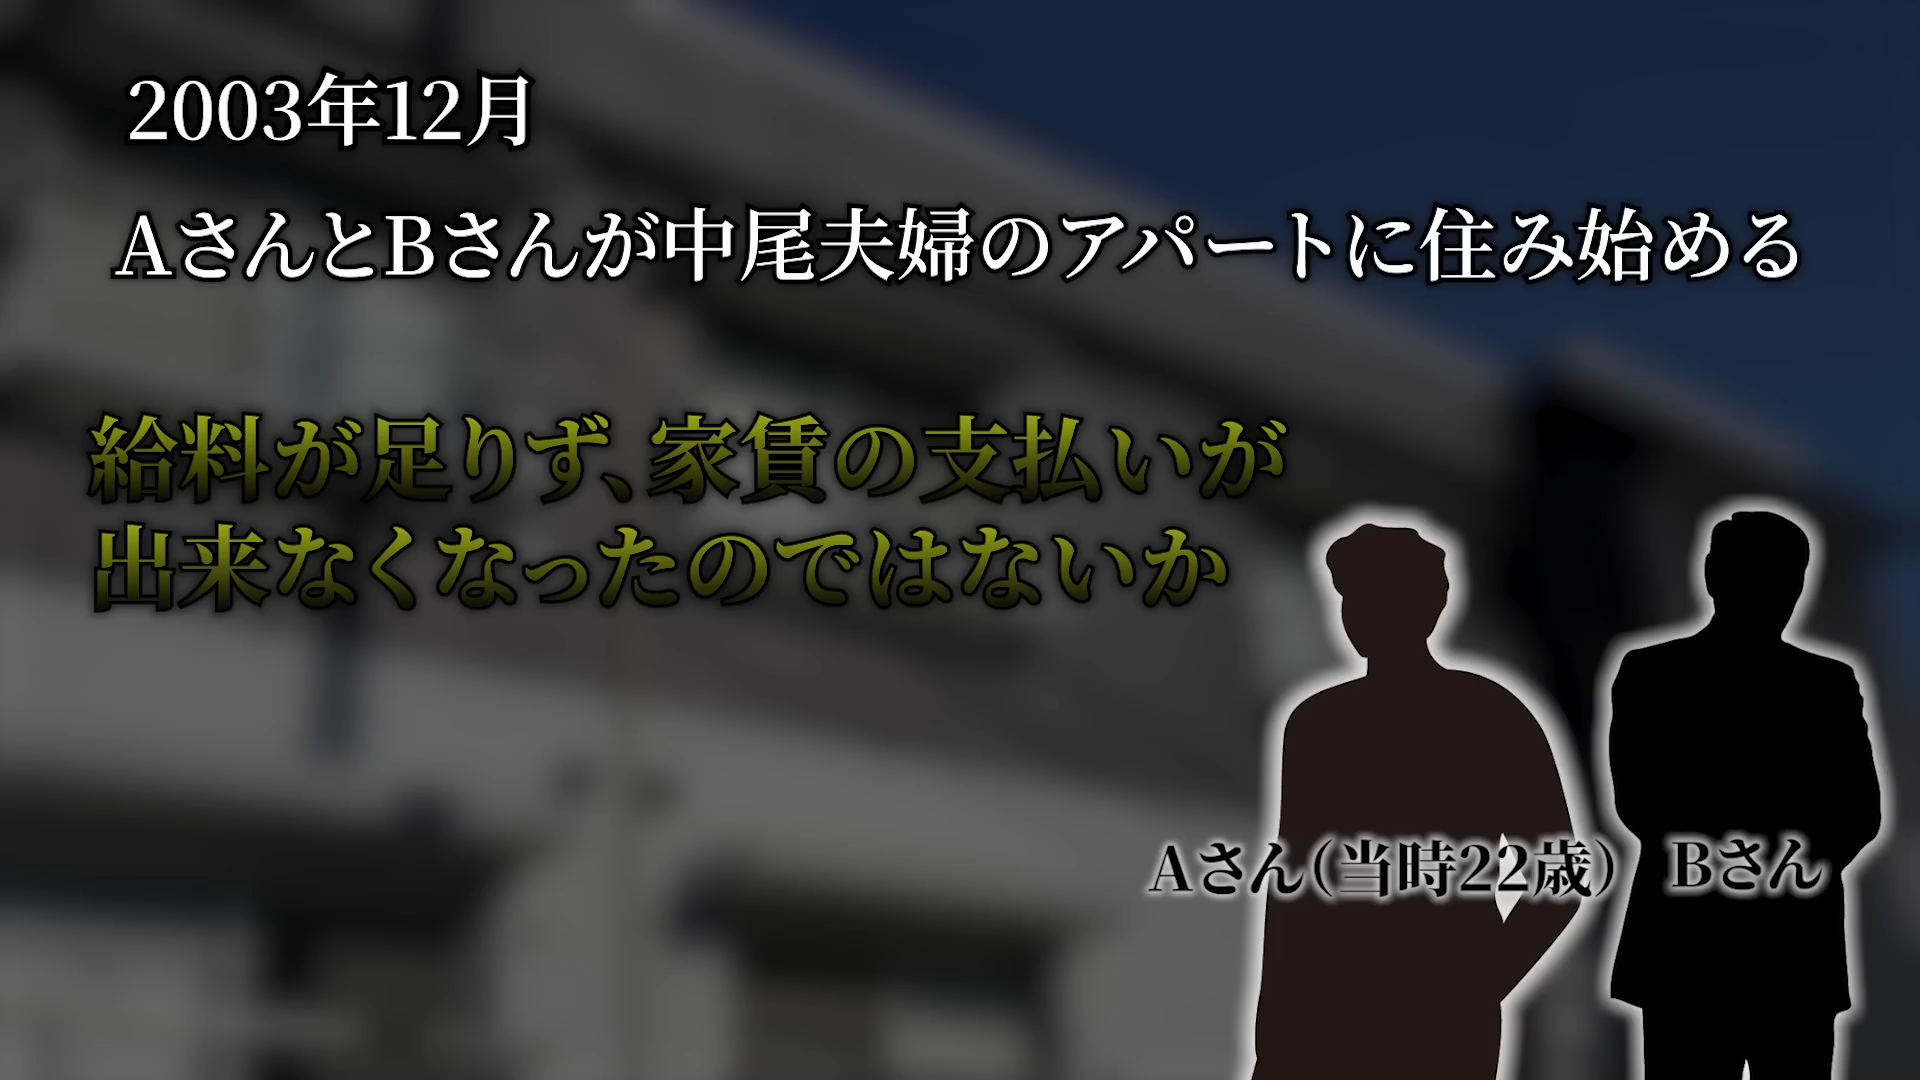 2003年12月
AさんとBさんが中尾夫婦のアパートに住み始める
給料が足りず、家賃の支払いが
出来なくなったのではないか
Aさん(当時22歳)
Bさん